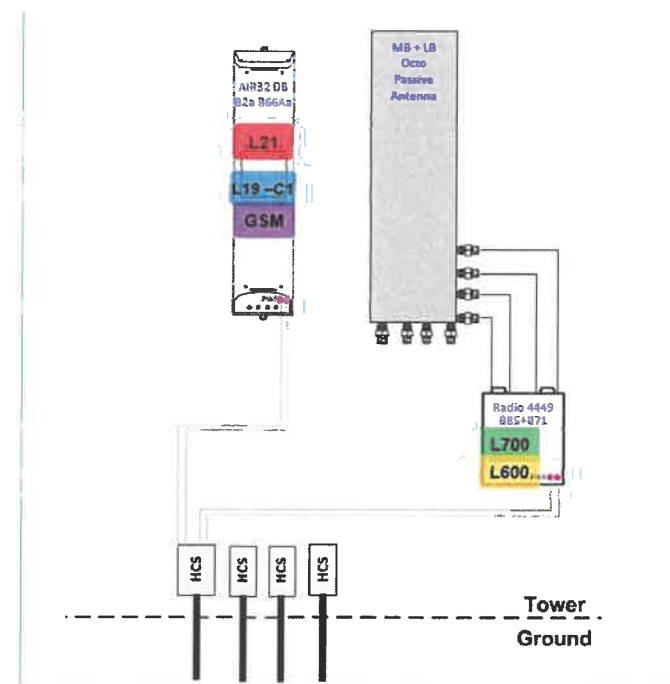 AIR32 DB
B2a B66Aa
L21
L19 –C1
GSM
MB + LB
Octo
Passive
Antenna
Radio 4449
B85+B71
L700
L600
HCS
HCS
HCS
HCS
Tower
Ground